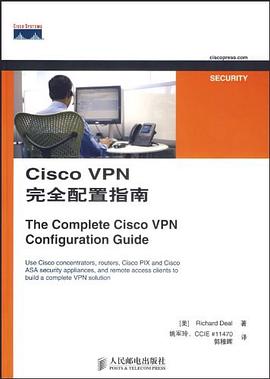 CISCO SYSTEMS
ciscopress.com
SECURITY
Cisco VPN
完全配置指南
The Complete Cisco VPN
Configuration Guide
Use Cisco concentrators, routers, Cisco PIX and Cisco
ASA security appliances, and remote access clients to
build a complete VPN solution
[美] Richard Deal 著
姚军玲, CCIE #11470
郭稚晖 译
人民邮电出版社
POSTS & TELECOM PRESS